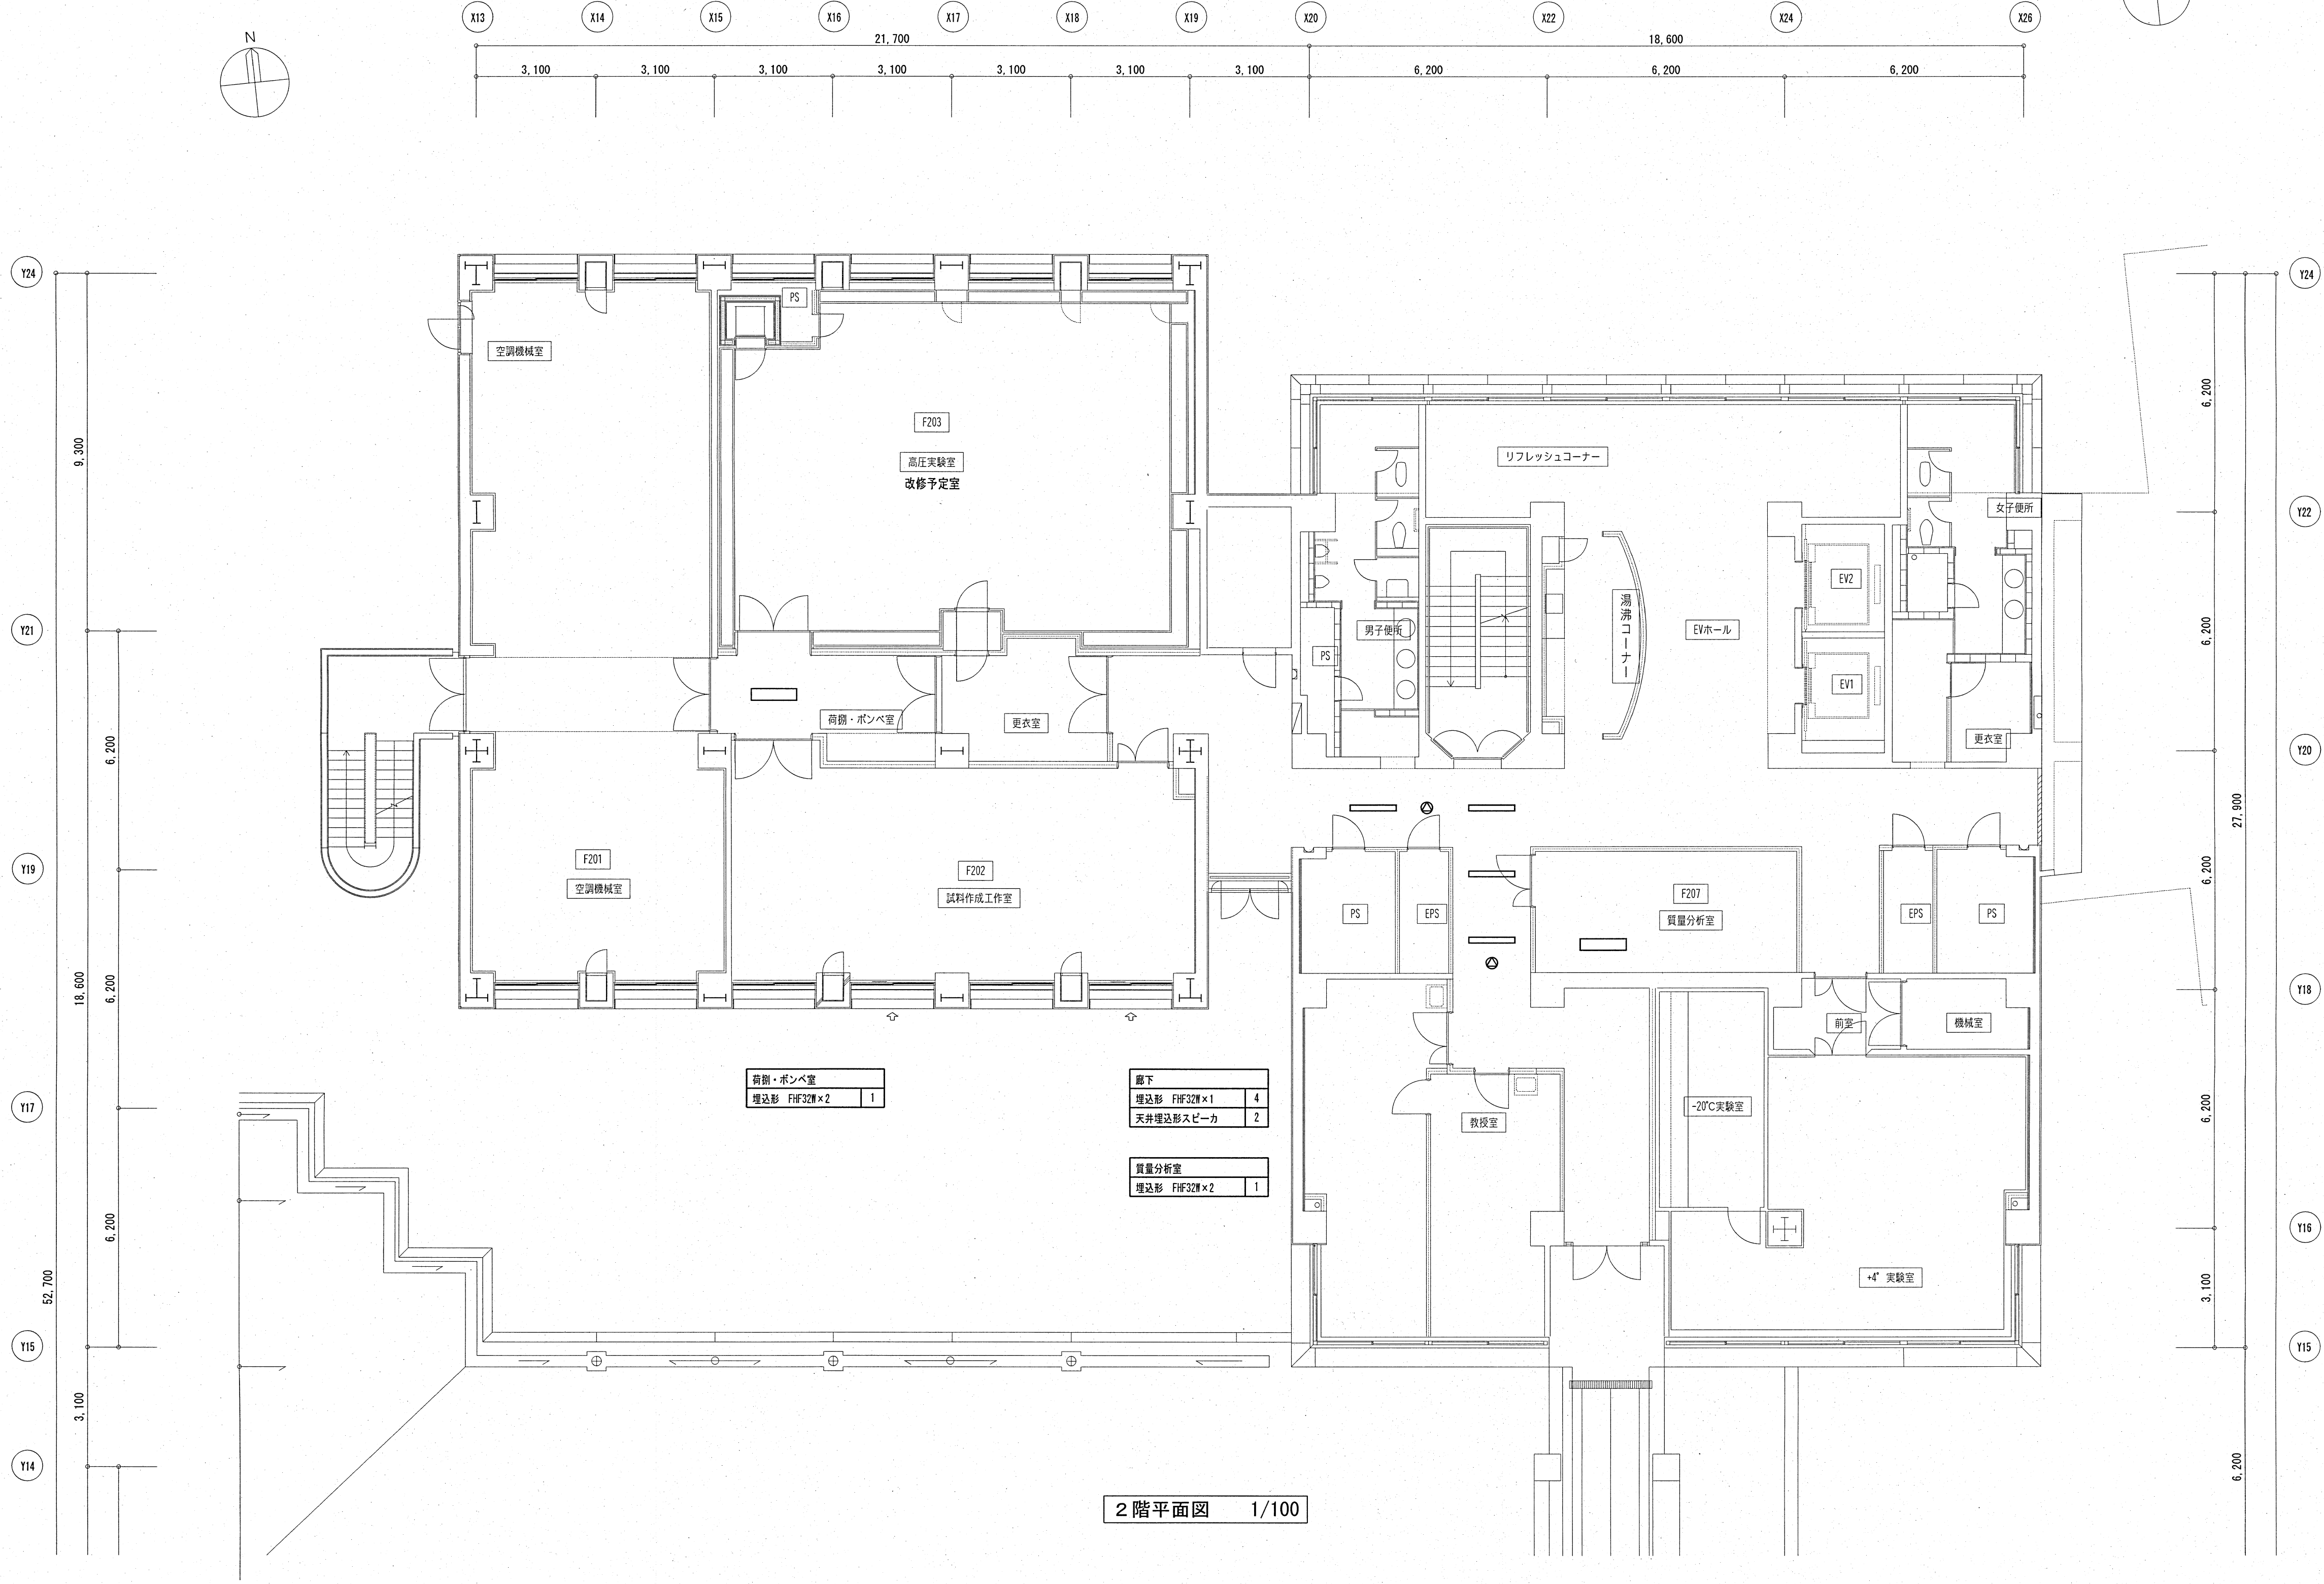 X13 X14 X15 X16 X17 X18 X19 X20 X22 X24 X26
N
21,700 18,600
3,100 3,100 3,100 3,100 3,100 3,100 3,100 6,200 6,200 6,200
Y24 Y24
PS
空調機械室
9,300
6,200
F203
高圧実験室
改修予定室
リフレッシュコーナー
Y22
女子便所
EV2
湯沸コーナー
EVホール
男子便所
Y21
6,200
PS
EV1
荷捌・ボンベ室
更衣室
更衣室
6,200
Y20
27,900
F201
空調機械室
F202
試料作成工作室
Y19
6,200
PS
EPS
F207
質量分析室
EPS
PS
18,600
6,200
Y18
前室
機械室
荷捌・ボンベ室
埋込形 FHF32W×2 1
廊下
埋込形 FHF32W×1 4
天井埋込形スピーカ 2
Y17
6,200
-20℃実験室
教授室
質量分析室
埋込形 FHF32W×2 1
6,200
Y16
+4° 実験室
52,700
3,100
Y15 Y15
3,100
Y14
6,200
2階平面図 1/100